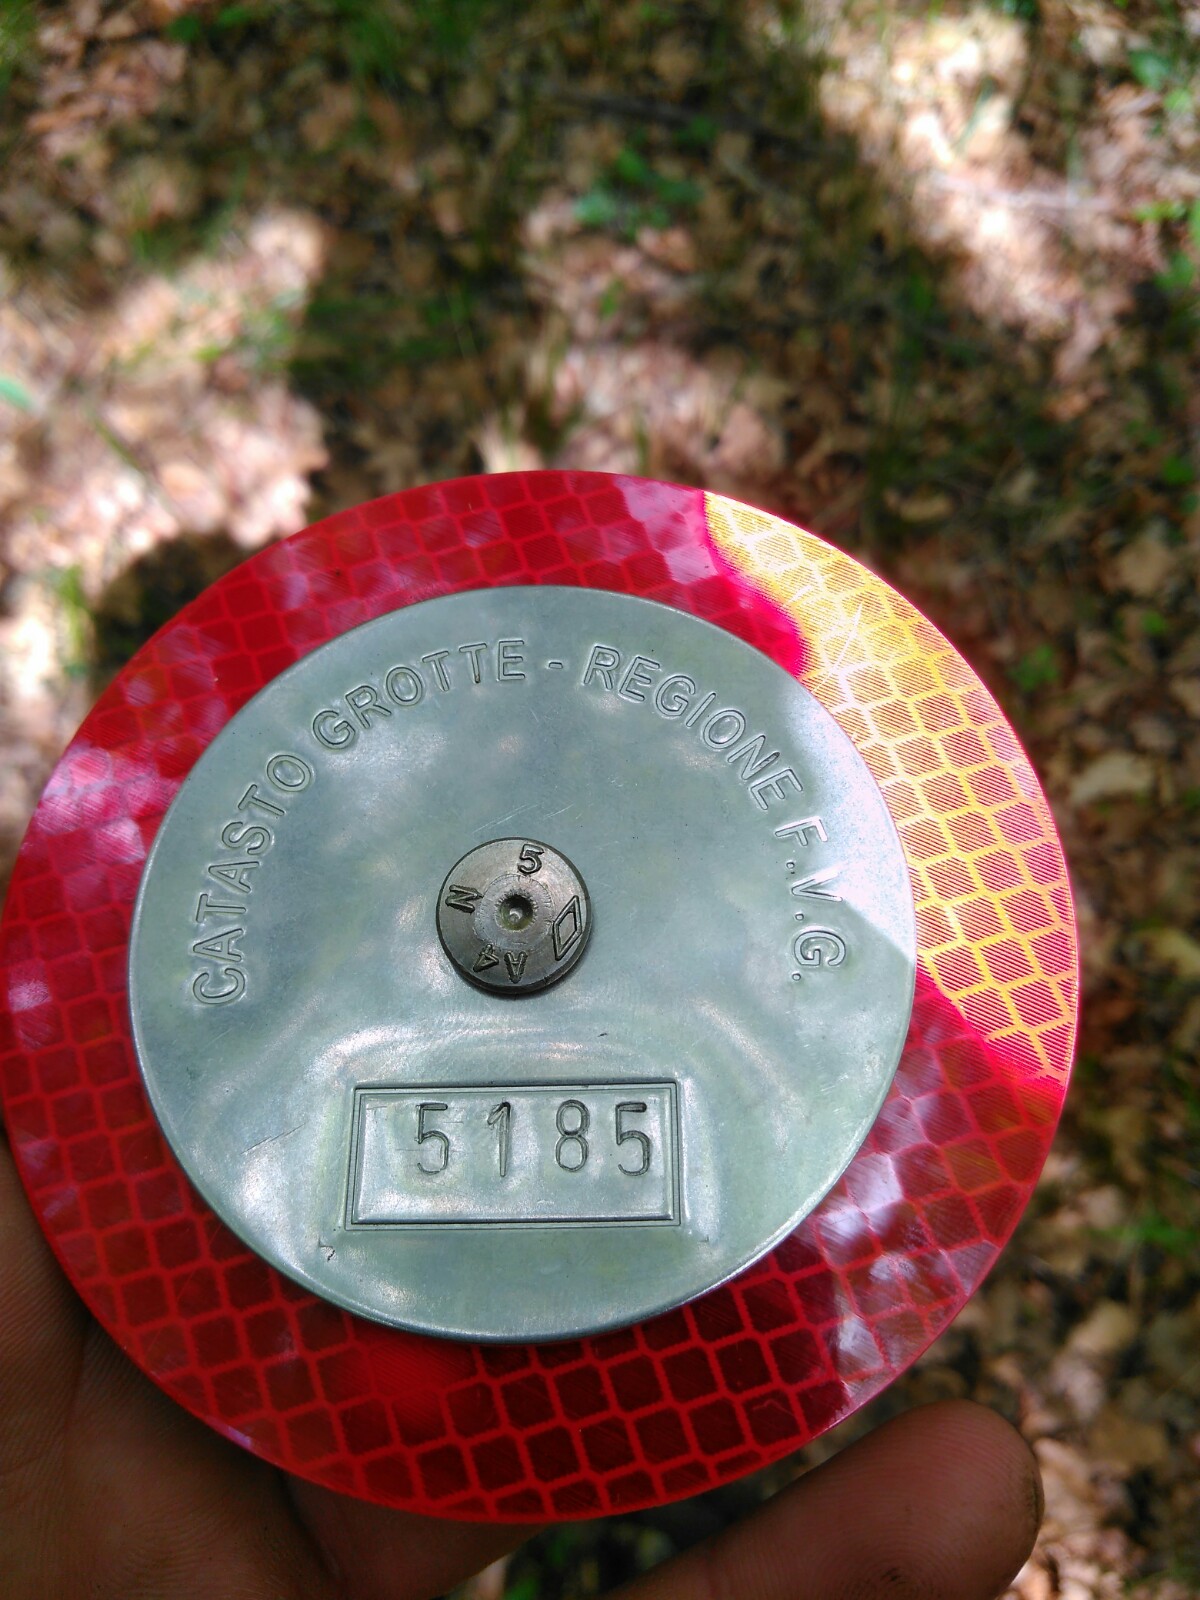 CATASTO GROTTE - REGIONE F.V.G.
5
A4
N
5185